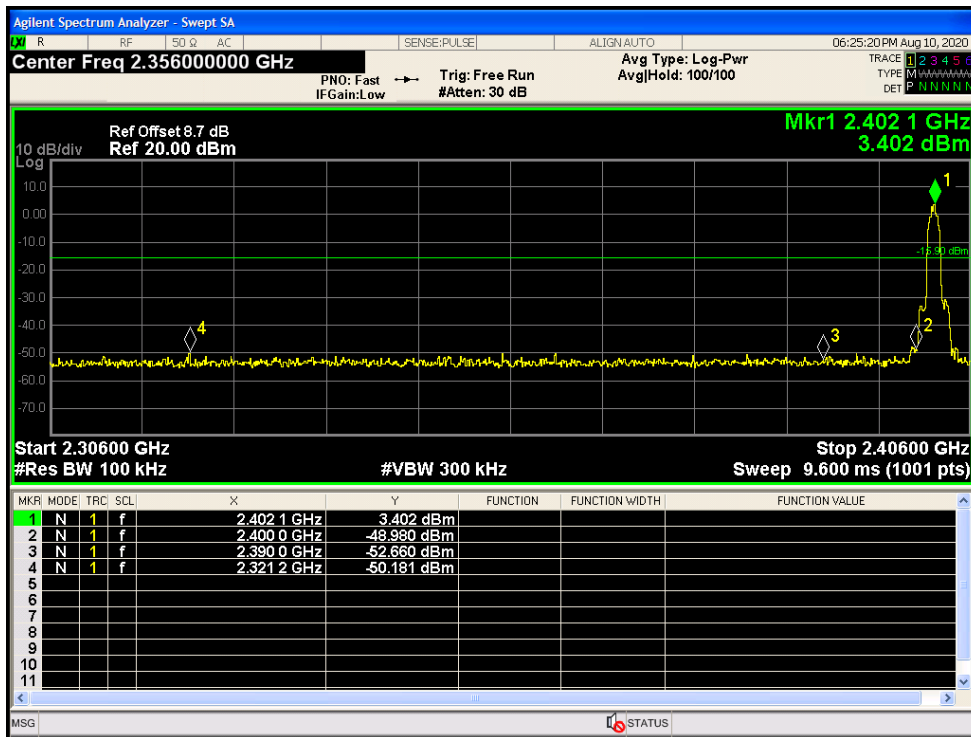 Agilent Spectrum Analyzer - Swept SA
LXI R RF 50 Ω AC SENSE:PULSE ALIGN AUTO 06:25:20 PM Aug 10, 2020
Center Freq 2.356000000 GHz
PNO: Fast
IFGain:Low
Trig: Free Run
#Atten: 30 dB
Avg Type: Log-Pwr
Avg|Hold: 100/100
TRACE 1 2 3 4 5 6
TYPE M
DET P N N N N N
Mkr1 2.402 1 GHz
3.402 dBm
Ref Offset 8.7 dB
10 dB/div Ref 20.00 dBm
Log
10.0
0.00
-10.0
-20.0
-30.0
-40.0
-50.0
-60.0
-70.0
1
-15.90 dBm
4
3
2
Start 2.30600 GHz Stop 2.40600 GHz
#Res BW 100 kHz #VBW 300 kHz Sweep 9.600 ms (1001 pts)
MKR MODE TRC SCL X Y FUNCTION FUNCTION WIDTH FUNCTION VALUE
1 N 1 f 2.402 1 GHz 3.402 dBm
2 N 1 f 2.400 0 GHz -48.980 dBm
3 N 1 f 2.390 0 GHz -52.660 dBm
4 N 1 f 2.321 2 GHz -50.181 dBm
5
6
7
8
9
10
11
MSG STATUS